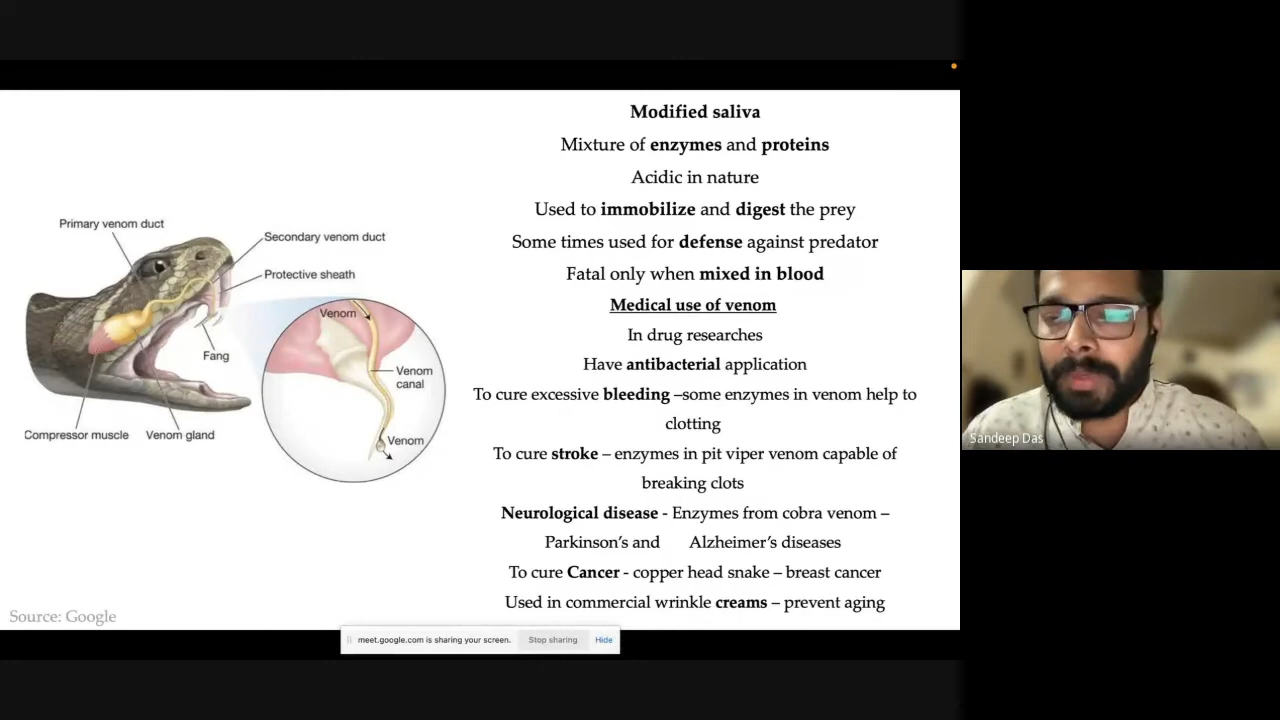 Modified saliva
Mixture of enzymes and proteins
Acidic in nature
Used to immobilize and digest the prey
Some times used for defense against predator
Fatal only when mixed in blood
Medical use of venom
In drug researches
Have antibacterial application
To cure excessive bleeding –some enzymes in venom help to
clotting
To cure stroke – enzymes in pit viper venom capable of
breaking clots
Neurological disease - Enzymes from cobra venom –
Parkinson's and Alzheimer's diseases
To cure Cancer - copper head snake – breast cancer
Used in commercial wrinkle creams – prevent aging
Primary venom duct
Secondary venom duct
Protective sheath
Fang
Compressor muscle
Venom gland
Venom
Venom
canal
Venom
Source: Google
meet.google.com is sharing your screen.
Stop sharing
Hide
Sandeep Das